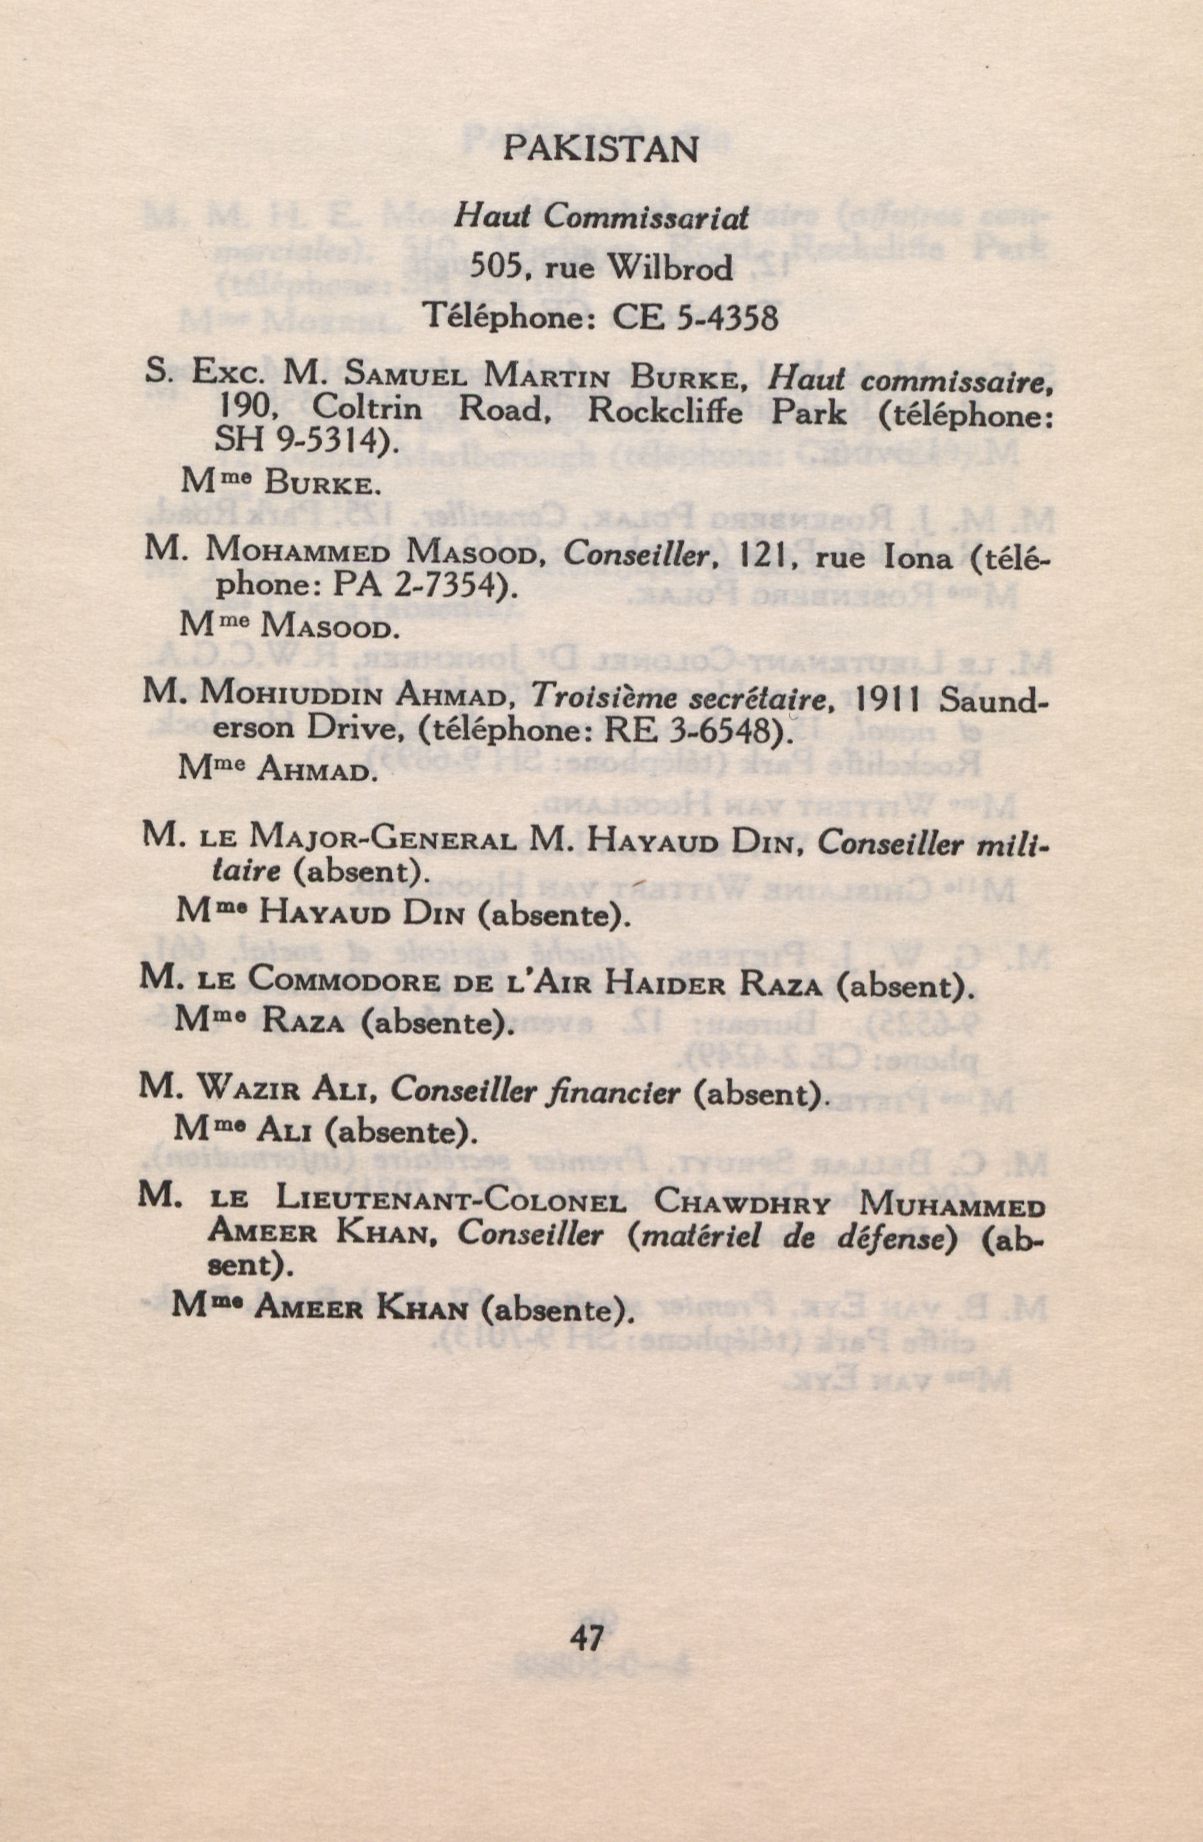 PAKISTAN
Haut Commissariat
505, rue Wilbrod
Téléphone: CE 5-4358
S. Exc. M. Samuel Martin Burke, Haut commissaire,
190, Coltrin Road, Rockcliffe Park (téléphone:
SH 9-5314).
Mme Burke.
M. Mohammed Masood, Conseiller, 121, rue Iona (télé-
phone: PA 2-7354).
Mme Masood.
M. Mohiuddin Ahmad, Troisième secrétaire, 1911 Saund-
erson Drive, (téléphone: RE 3-6548).
Mme Ahmad.
M. le Major-General M. Hayaud Din, Conseiller mili-
taire (absent).
Mme Hayaud Din (absente).
M. le Commodore de l'Air Haider Raza (absent).
Mme Raza (absente).
M. Wazir Ali, Conseiller financier (absent).
Mme Ali (absente).
M. le Lieutenant-Colonel Chawdhry Muhammed
Ameer Khan, Conseiller (matériel de défense) (ab-
sent).
Mme Ameer Khan (absente).
47